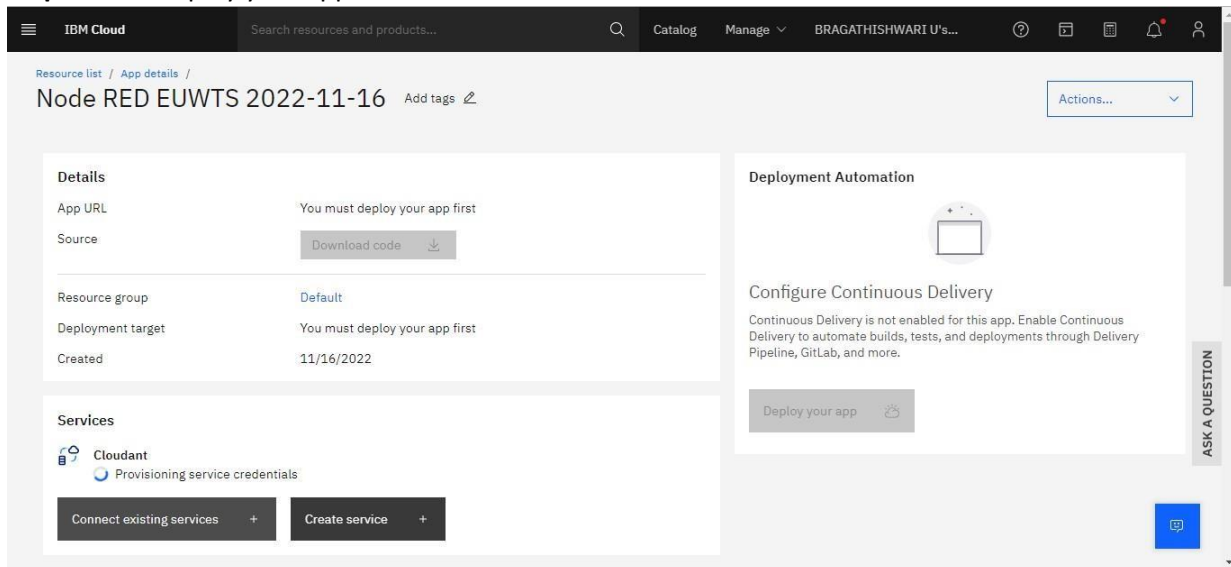 IBM Cloud
Search resources and products...
Catalog
Manage
BRAGATHISHWARI U's...
Resource list / App details /
Node RED EUWTS 2022-11-16
Add tags
Actions...
Details
App URL
You must deploy your app first
Source
Download code
Resource group
Default
Deployment target
You must deploy your app first
Created
11/16/2022
Services
Cloudant
Provisioning service credentials
Connect existing services +
Create service +
Deployment Automation
Configure Continuous Delivery
Continuous Delivery is not enabled for this app. Enable Continuous
Delivery to automate builds, tests, and deployments through Delivery
Pipeline, GitLab, and more.
Deploy your app
ASK A QUESTION